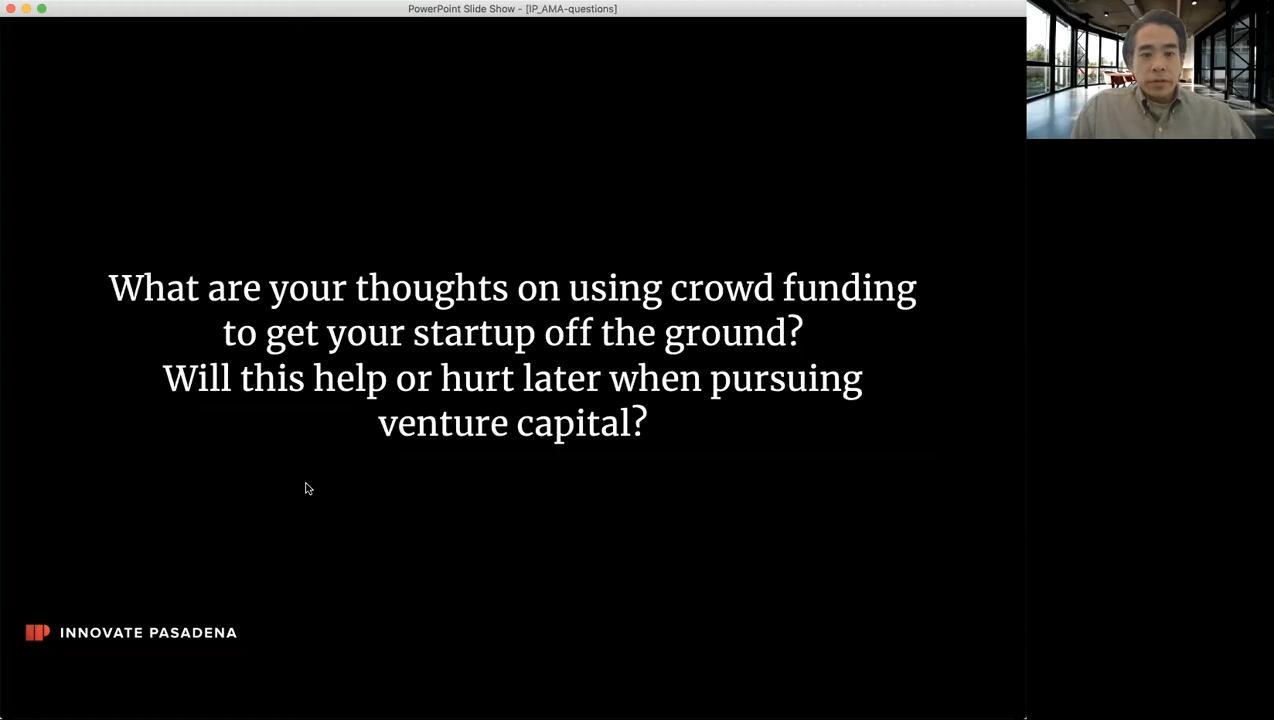 PowerPoint Slide Show - [IP_AMA-questions]
What are your thoughts on using crowd funding
to get your startup off the ground?
Will this help or hurt later when pursuing
venture capital?
INNOVATE PASADENA